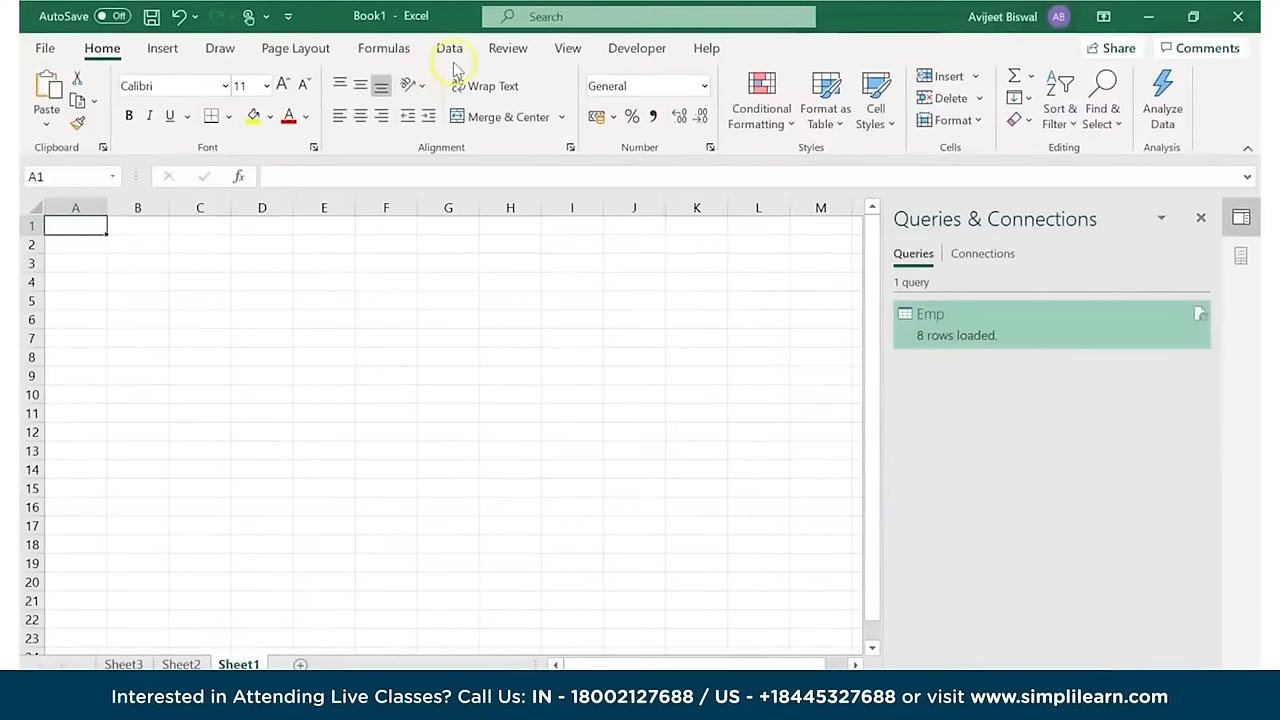 AutoSave Off Book1 - Excel Search Avijeet Biswal AB
File Home Insert Draw Page Layout Formulas Data Review View Developer Help Share Comments
Paste Calibri 11 Wrap Text General Conditional Formatting Format as Table Cell Styles Insert Sort & Filter Find & Select Analyze Data
B I U Merge & Center % Delete
Format
Clipboard Font Alignment Number Styles Cells Editing Analysis
A1 fx
A B C D E F G H I J K L M
1
2
3
4
5
6
7
8
9
10
11
12
13
14
15
16
17
18
19
20
21
22
23
Queries & Connections
Queries Connections
1 query
Emp
8 rows loaded.
Sheet3 Sheet2 Sheet1
Interested in Attending Live Classes? Call Us: IN - 18002127688 / US - +18445327688 or visit www.simplilearn.com